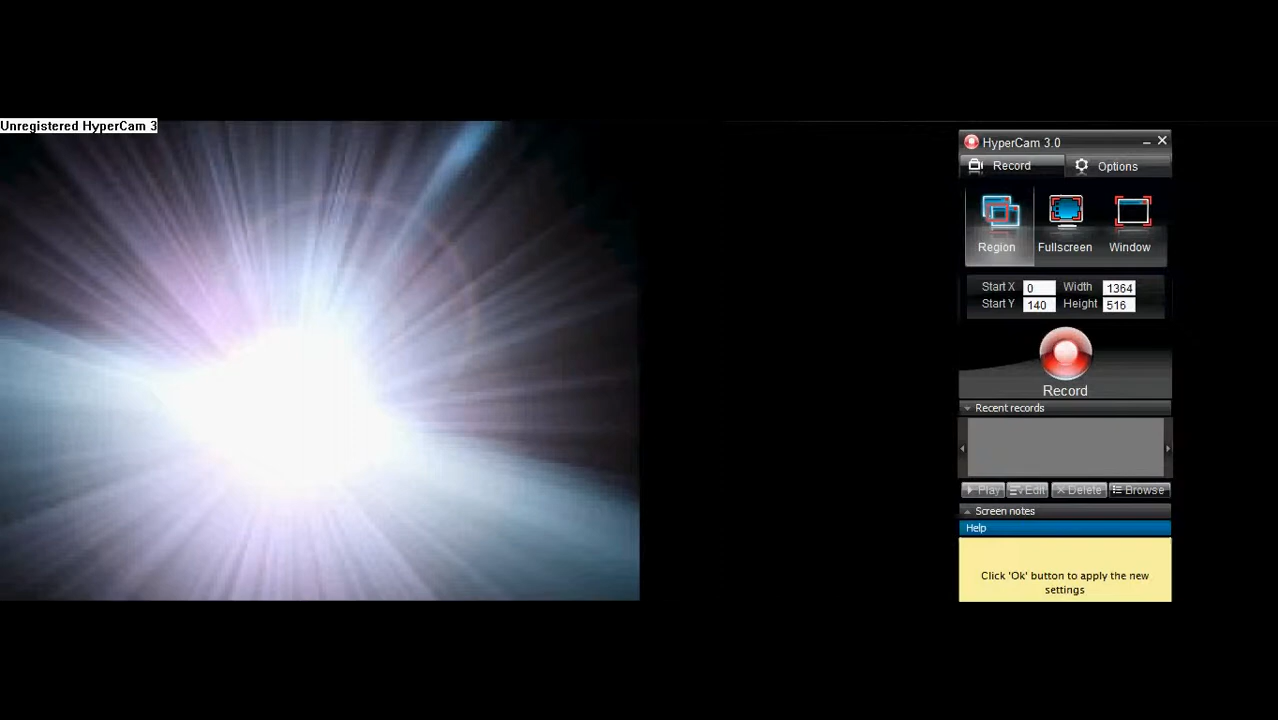 Unregistered HyperCam 3
HyperCam 3.0
Record
Options
Region
Fullscreen
Window
Start X 0 Width 1364
Start Y 140 Height 516
Record
Recent records
Play Edit Delete Browse
Screen notes
Help
Click 'Ok' button to apply the new
settings